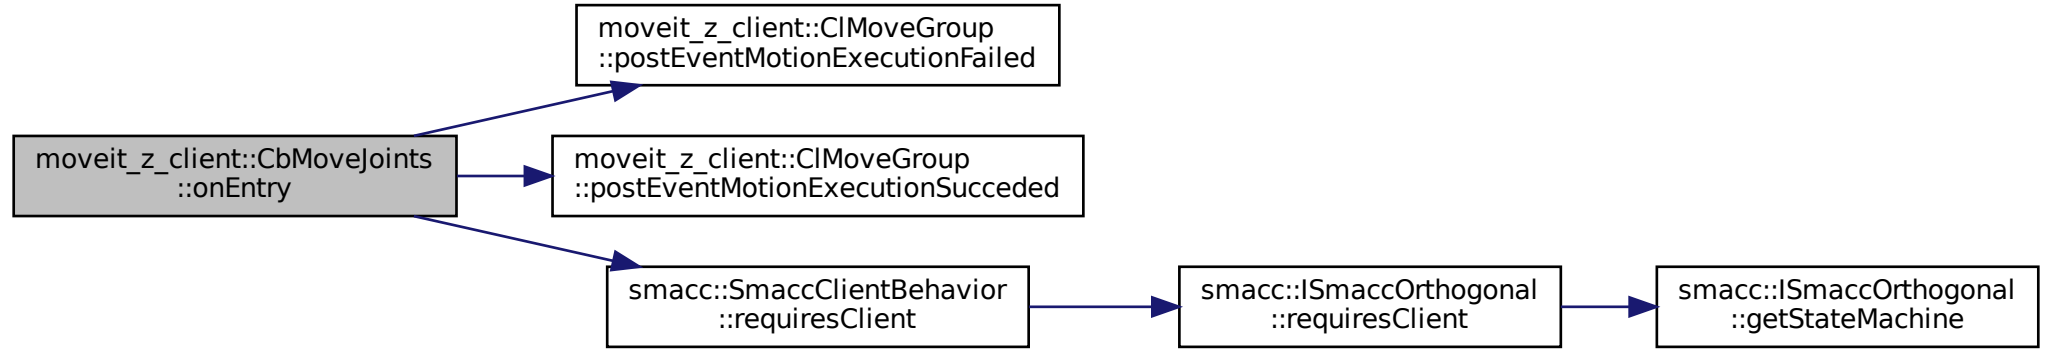 moveit_z_client::ClMoveGroup
::postEventMotionExecutionFailed
moveit_z_client::CbMoveJoints
::onEntry
moveit_z_client::ClMoveGroup
::postEventMotionExecutionSucceded
smacc::SmaccClientBehavior
::requiresClient
smacc::ISmaccOrthogonal
::requiresClient
smacc::ISmaccOrthogonal
::getStateMachine